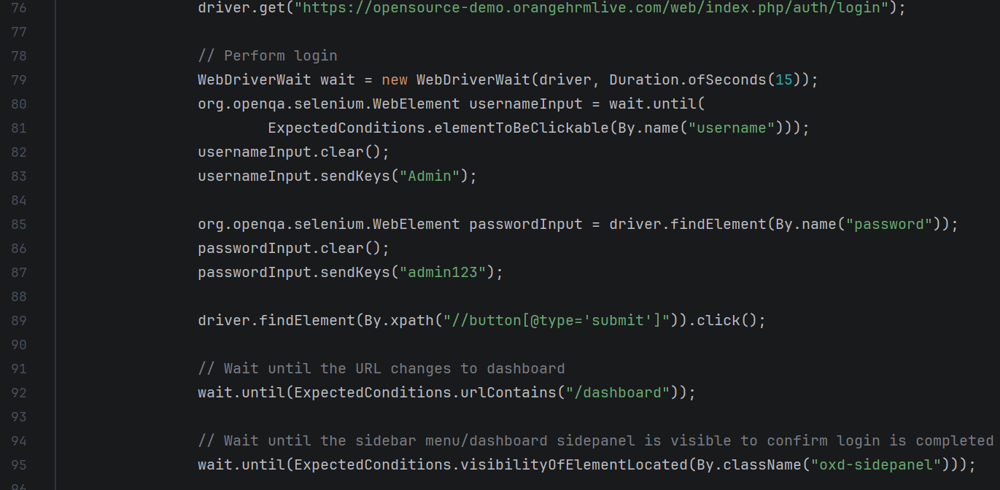 76 driver.get("https://opensource-demo.orangehrmlive.com/web/index.php/auth/login");
77
78 // Perform login
79 WebDriverWait wait = new WebDriverWait(driver, Duration.ofSeconds(15));
80 org.openqa.selenium.WebElement usernameInput = wait.until(
81 ExpectedConditions.elementToBeClickable(By.name("username")));
82 usernameInput.clear();
83 usernameInput.sendKeys("Admin");
84
85 org.openqa.selenium.WebElement passwordInput = driver.findElement(By.name("password"));
86 passwordInput.clear();
87 passwordInput.sendKeys("admin123");
88
89 driver.findElement(By.xpath("//button[@type='submit']")).click();
90
91 // Wait until the URL changes to dashboard
92 wait.until(ExpectedConditions.urlContains("/dashboard"));
93
94 // Wait until the sidebar menu/dashboard sidepanel is visible to confirm login is completed
95 wait.until(ExpectedConditions.visibilityOfElementLocated(By.className("oxd-sidepanel")));
96